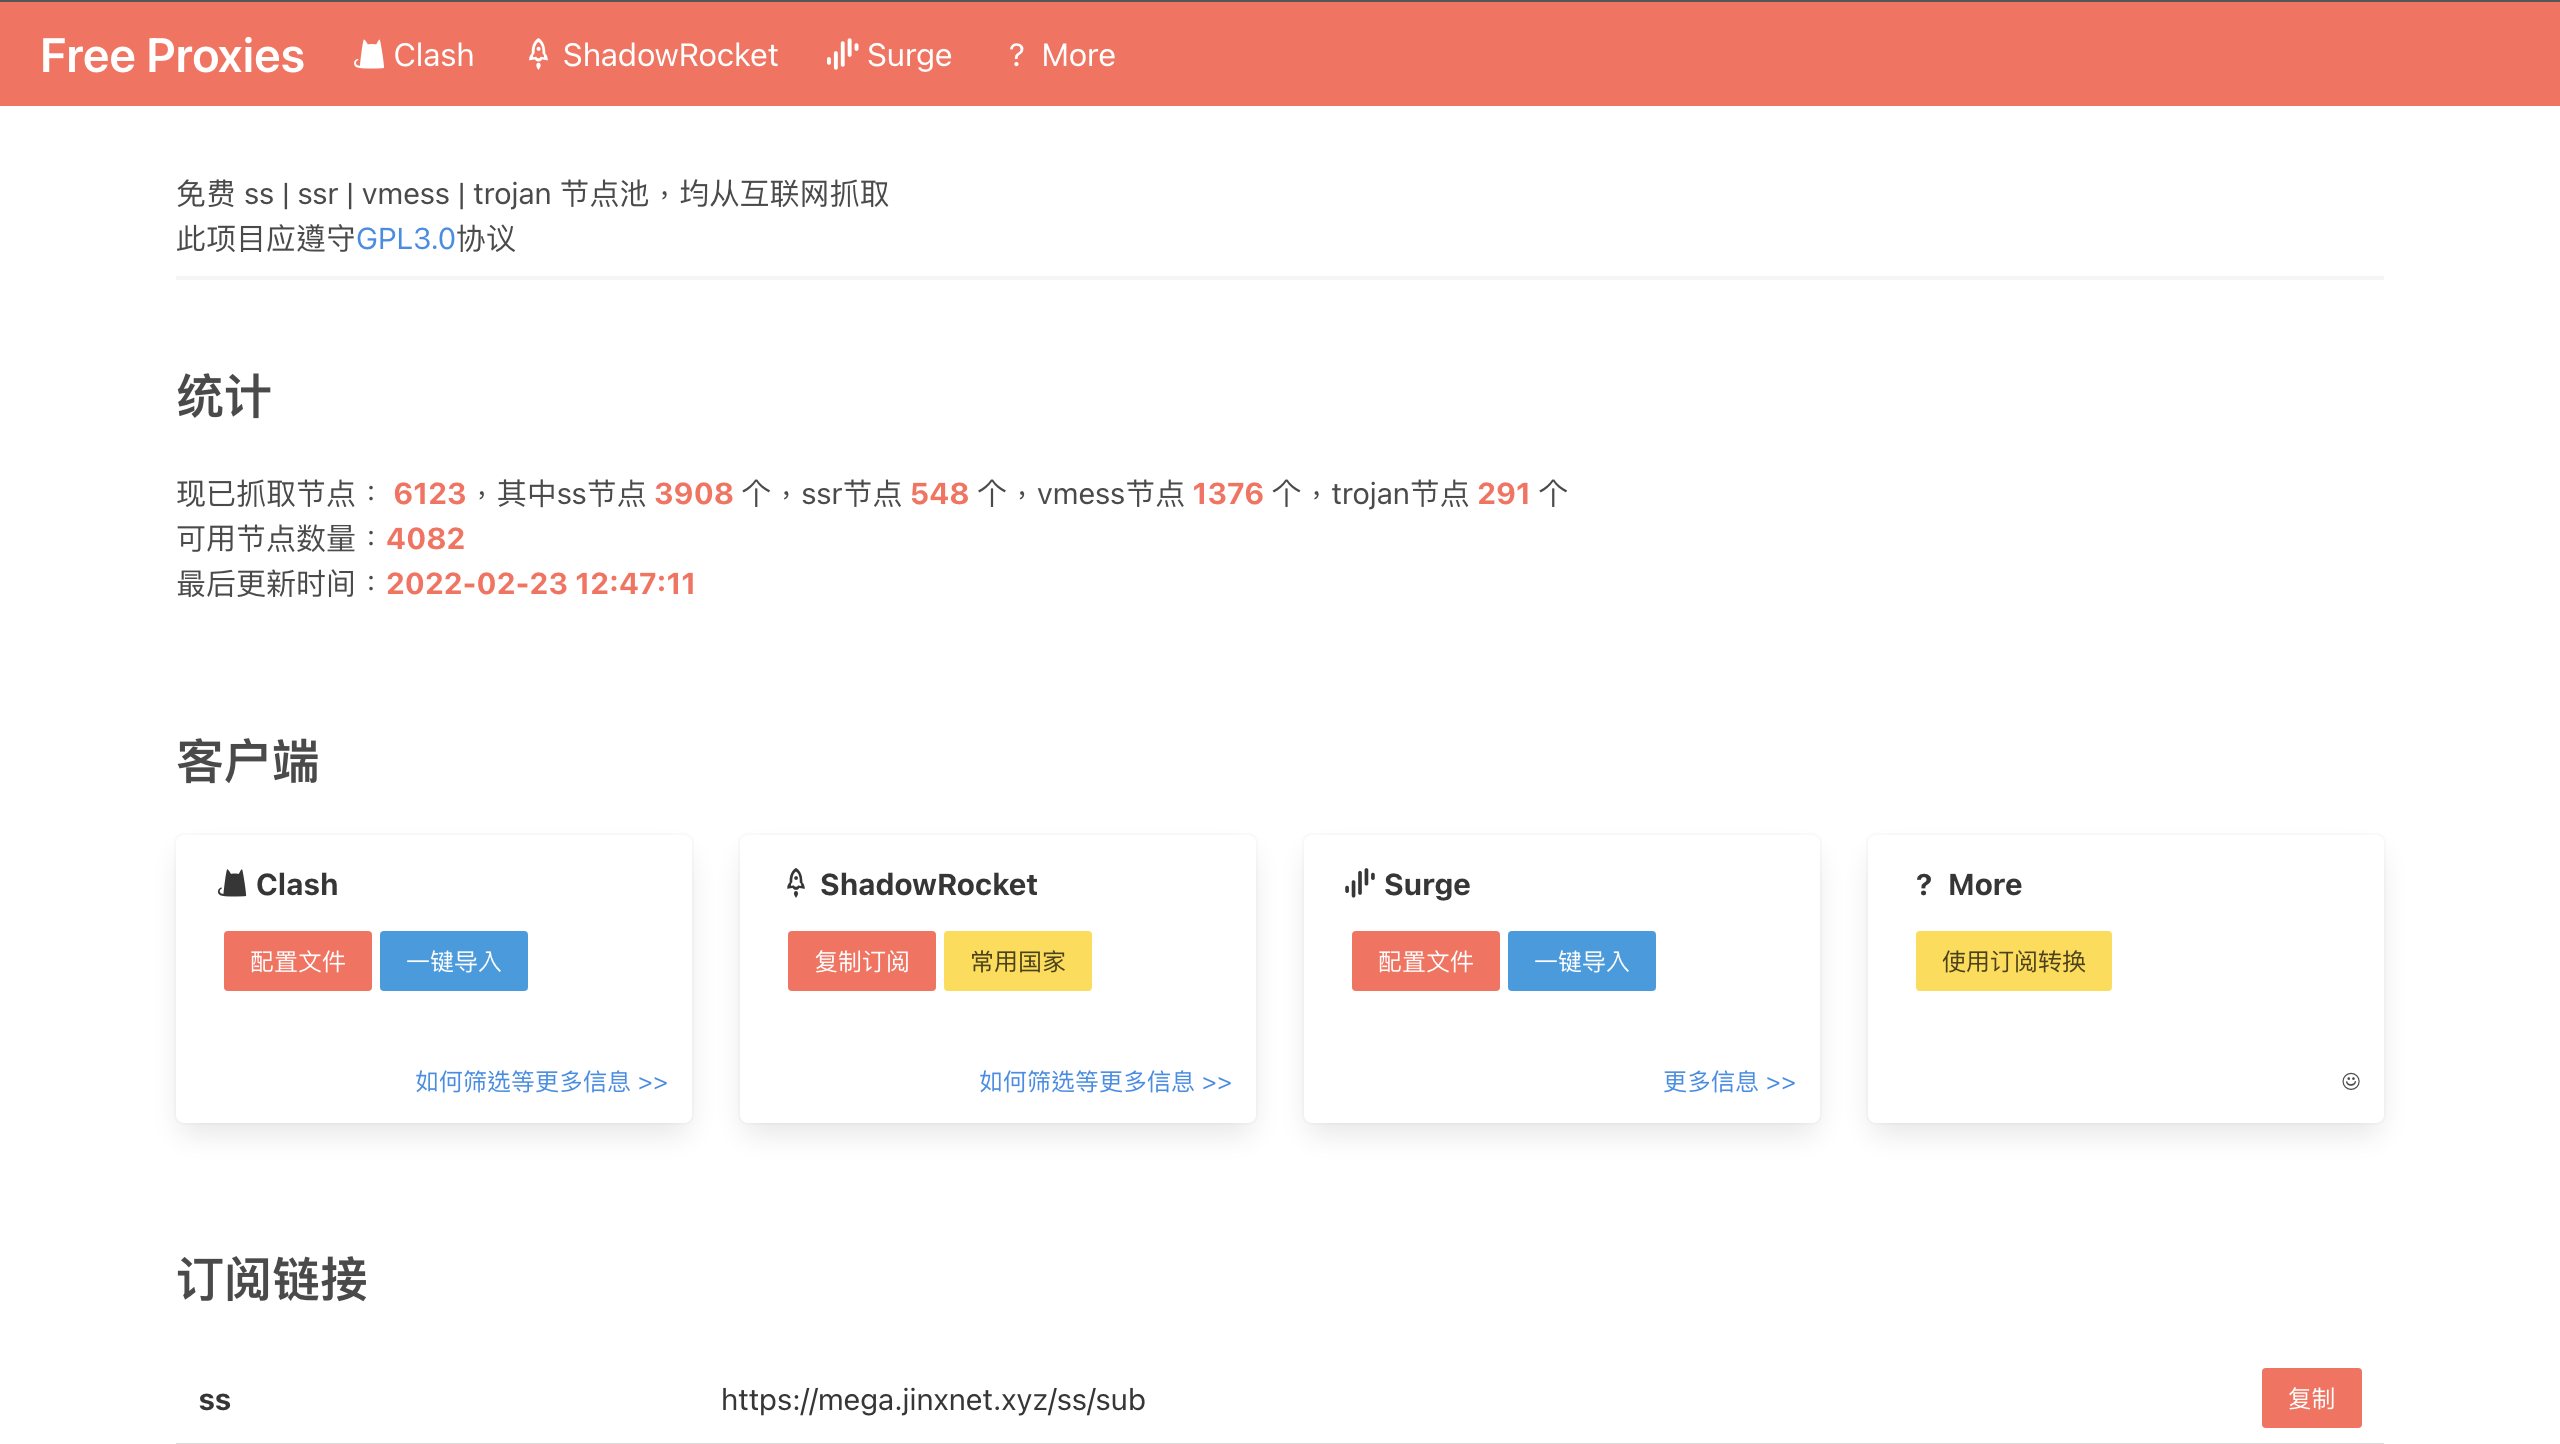 Free Proxies Clash ShadowRocket Surge ? More
免费 ss | ssr | vmess | trojan 节点池，均从互联网抓取
此项目应遵守GPL3.0协议
统计
现已抓取节点： 6123，其中ss节点 3908 个，ssr节点 548 个，vmess节点 1376 个，trojan节点 291 个
可用节点数量：4082
最后更新时间：2022-02-23 12:47:11
客户端
Clash
配置文件 一键导入
如何筛选等更多信息 >>
ShadowRocket
复制订阅 常用国家
如何筛选等更多信息 >>
Surge
配置文件 一键导入
更多信息 >>
? More
使用订阅转换
订阅链接
ss https://mega.jinxnet.xyz/ss/sub 复制